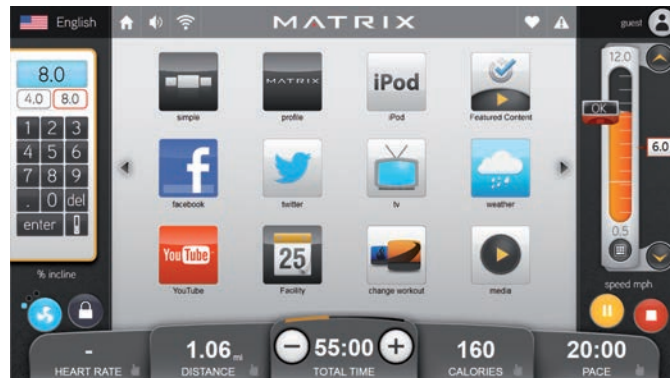 English
MATRIX
guest
8.0
4.0 8.0
1 2 3
4 5 6
7 8 9
. 0 del
enter
% incline
simple
MATRIX
profile
iPod
iPod
Featured Content
f
facebook
twitter
tv
weather
You Tube
YouTube
25
Facility
change workout
media
12.0
OK
6.0
0.5
speed mph
-
HEART RATE
1.06 mi
DISTANCE
55:00
TOTAL TIME
160
CALORIES
20:00
PACE